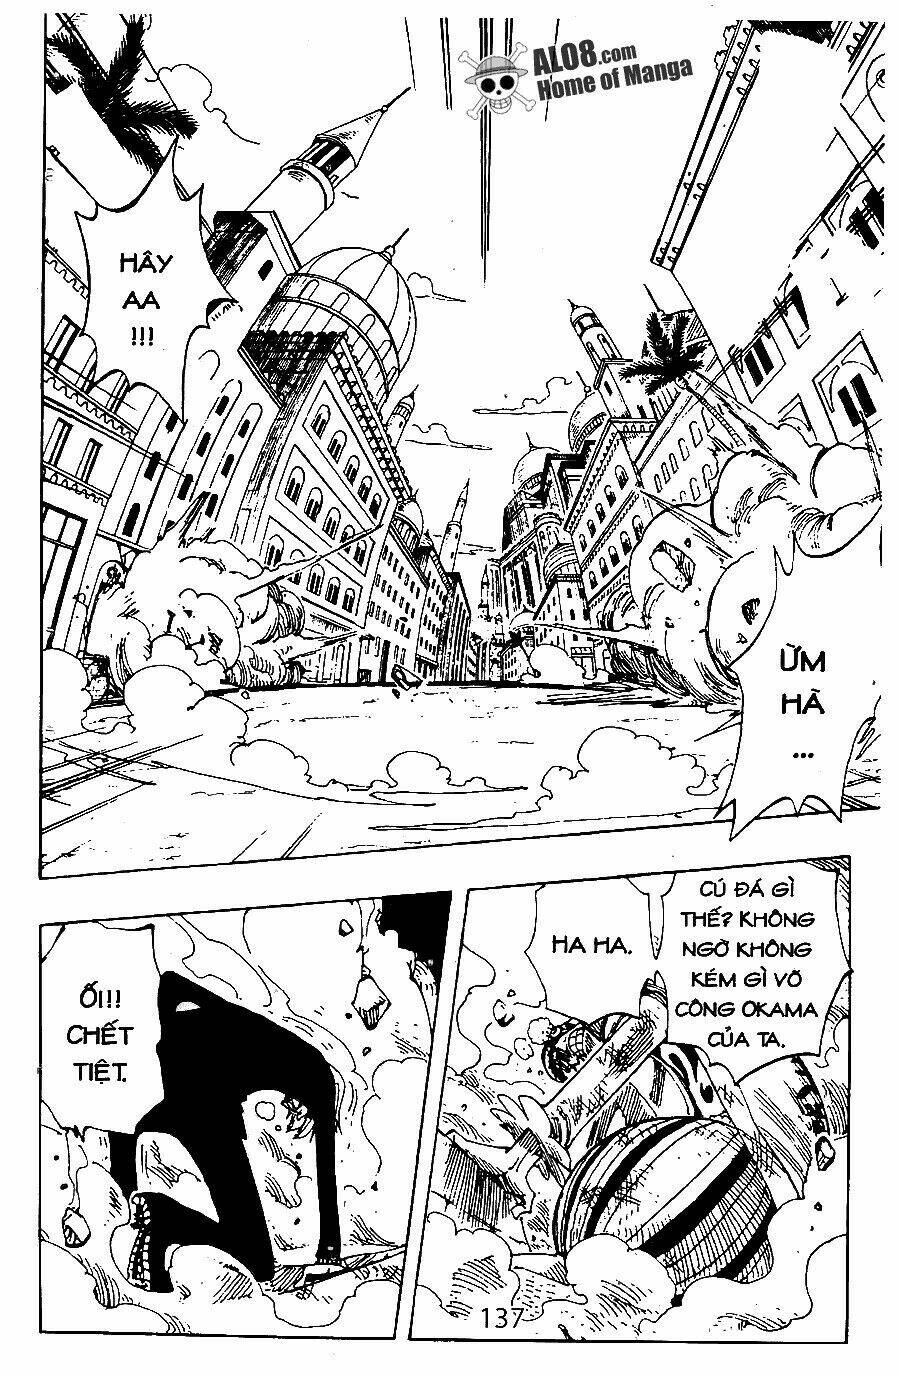 ALO8.com
Home of Manga
HÂY
AA
!!!
ỪM
HÀ
...
CÚ ĐÁ GÌ
THẾ? KHÔNG
NGỜ KHÔNG
KÉM GÌ VÕ
CÔNG OKAMA
CỦA TA.
HA HA.
ỐI!!!
CHẾT
TIỆT.
137